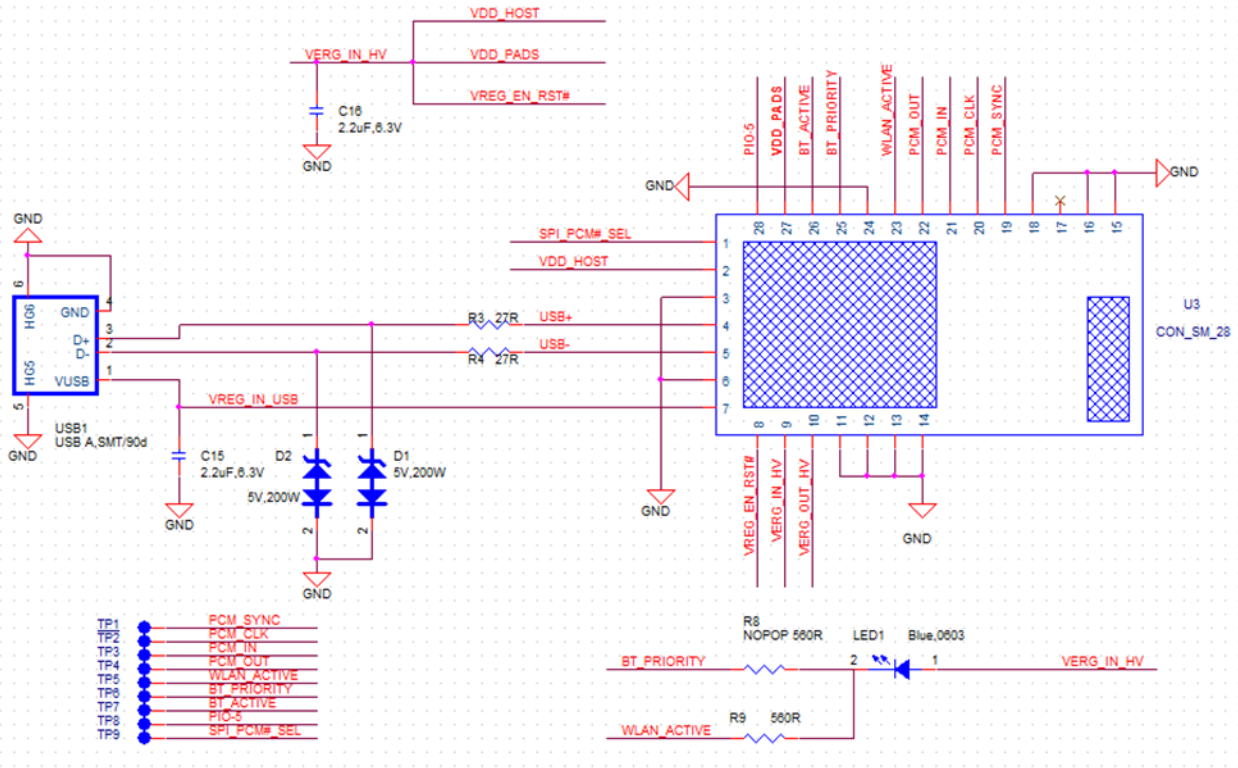 VDD_HOST
VERG_IN_HV
VDD_PADS
VREG_EN_RST#
C16
2.2uF,6.3V
GND
PIO-5
VDD_PADS
BT_ACTIVE
BT_PRIORITY
WLAN_ACTIVE
PCM_OUT
PCM_IN
PCM_CLK
PCM_SYNC
GND
GND
28
27
26
25
24
23
22
21
20
19
18
17
16
15
SPI_PCM#_SEL
1
VDD_HOST
2
3
4
5
6
7
U3
CON_SM_28
8
9
10
11
12
13
14
VREG_EN_RST#
VERG_IN_HV
VERG_OUT_HV
GND
GND
GND
6
HG6
GND
4
D+
3
D-
2
HG5
VUSB
1
5
USB1
USB A,SMT/90d
GND
R3 27R
USB+
R4 27R
USB-
VREG_IN_USB
C15
2.2uF,6.3V
GND
D2
1
5V,200W
2
D1
1
5V,200W
2
GND
TP1 PCM_SYNC
TP2 PCM_CLK
TP3 PCM_IN
TP4 PCM_OUT
TP5 WLAN_ACTIVE
TP6 BT_PRIORITY
TP7 BT_ACTIVE
TP8 PIO-5
TP9 SPI_PCM#_SEL
R8
NOPOP 560R
LED1
Blue,0603
BT_PRIORITY
2
1
VERG_IN_HV
R9 560R
WLAN_ACTIVE